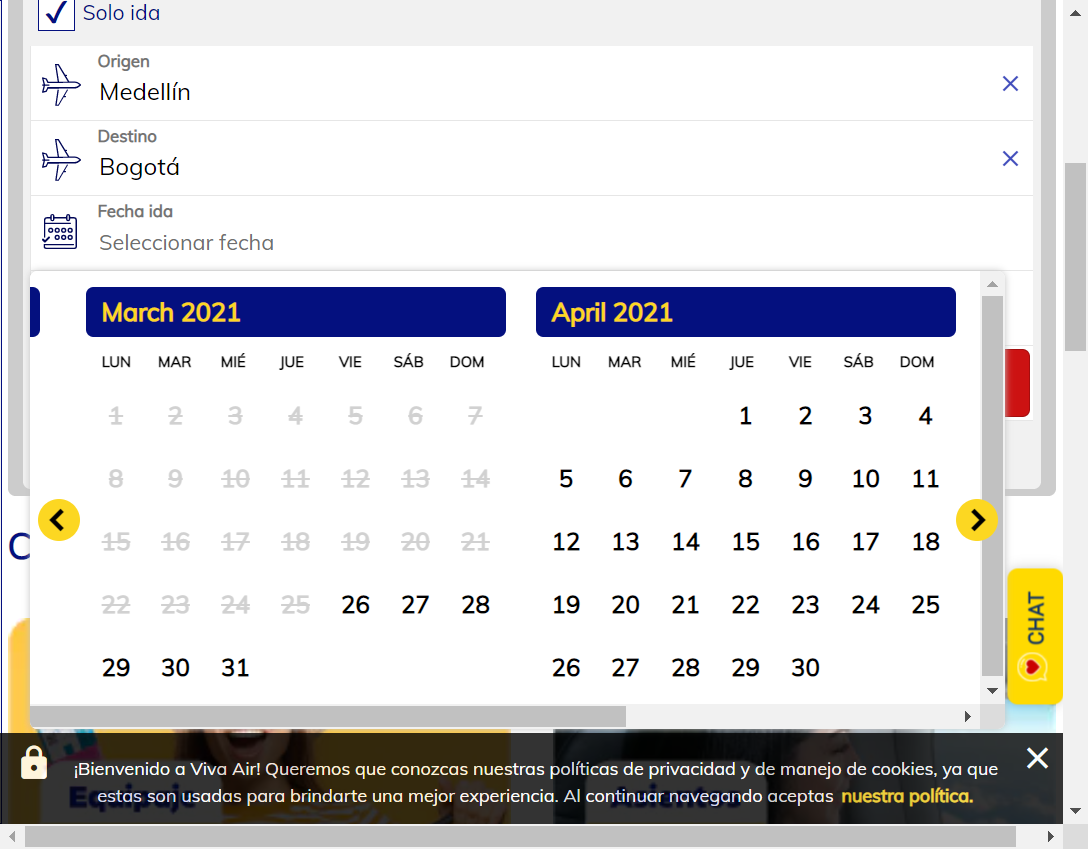 Solo ida
Origen
Medellín
Destino
Bogotá
Fecha ida
Seleccionar fecha
March 2021
LUN MAR MIÉ JUE VIE SÁB DOM
1 2 3 4 5 6 7
8 9 10 11 12 13 14
15 16 17 18 19 20 21
22 23 24 25 26 27 28
29 30 31
April 2021
LUN MAR MIÉ JUE VIE SÁB DOM
1 2 3 4
5 6 7 8 9 10 11
12 13 14 15 16 17 18
19 20 21 22 23 24 25
26 27 28 29 30
C
CHAT
¡Bienvenido a Viva Air! Queremos que conozcas nuestras políticas de privacidad y de manejo de cookies, ya que
estas son usadas para brindarte una mejor experiencia. Al continuar navegando aceptas nuestra política.
Equipaje